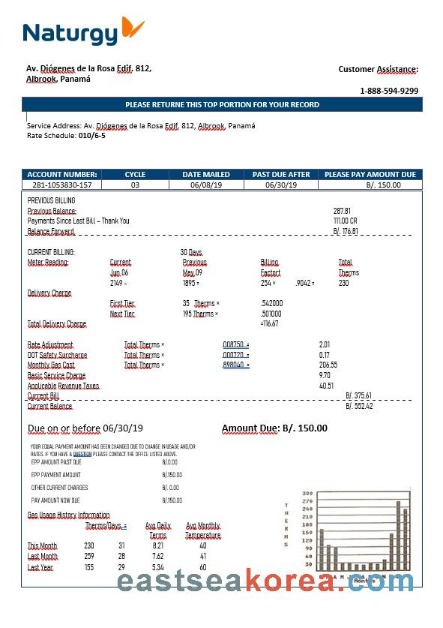 Naturgy
Av. Diógenes de la Rosa Edif. 812,
Albrook, Panamá
Customer Assistance:
1-888-594-9299
PLEASE RETURNE THIS TOP PORTION FOR YOUR RECORD
Service Address: Av. Diógenes de la Rosa Edif, 812, Albrook, Panamá
Rate Schedule: 010/6-5
ACCOUNT NUMBER: CYCLE DATE MAILED PAST DUE AFTER PLEASE PAY AMOUNT DUE
281-1053830-157 03 06/08/19 06/30/19 B/. 150.00
PREVIOUS BILLING
Previous Balance: 287.81
Payments Since Last Bill – Thank You 111.00 CR
Balance Forward B/. 176.81
CURRENT BILLING: 30 Days
Meter Reading: Current Previous Billing Total
Jun.06 May.09 Factort Therms
2149 - 1895 = 254 × .9042 = 230
Delivery Charge
First Tier 35 Therms × .542000
Next Tier 195 Therms × .501000
Total Delivery Charge =116.67
Rate Adjustment Total Therms × .008750 = 2.01
DOT Safety Surcharge Total Therms × .000770 = 0.17
Monthly Gas Cost Total Therms × .898040 = 206.55
Basic Service Charge 9.70
Applicable Revenue Taxes 40.51
Current Bill B/. 375.61
Current Balance B/. 552.42
Due on or before 06/30/19 Amount Due: B/. 150.00
YOUR EQUAL PAYMENT AMOUNT HAS BEEN CHANGED DUE TO CHANGE IN USAGE AND/OR
RATES. IF YOU HAVE A QUESTION PLEASE CONTACT THE OFFICE LISTED ABOVE.
EPP AMOUNT PAST DUE B/.0.00
EPP PAYMENT AMOUNT B/.150.00
OTHER CURRENT CHARGES B/. 0.00
PAY AMOUNT NOW DUE B/.150.00
Gas Usage History Information
Therms/Days = Avg Daily Avg Monthly
Terms Temperature
This Month 230 31 8.21 40
Last Month 259 28 7.62 41
Last Year 155 29 5.34 60
THERMS
300
270
240
210
180
150
120
90
60
30
eastseakorea.com